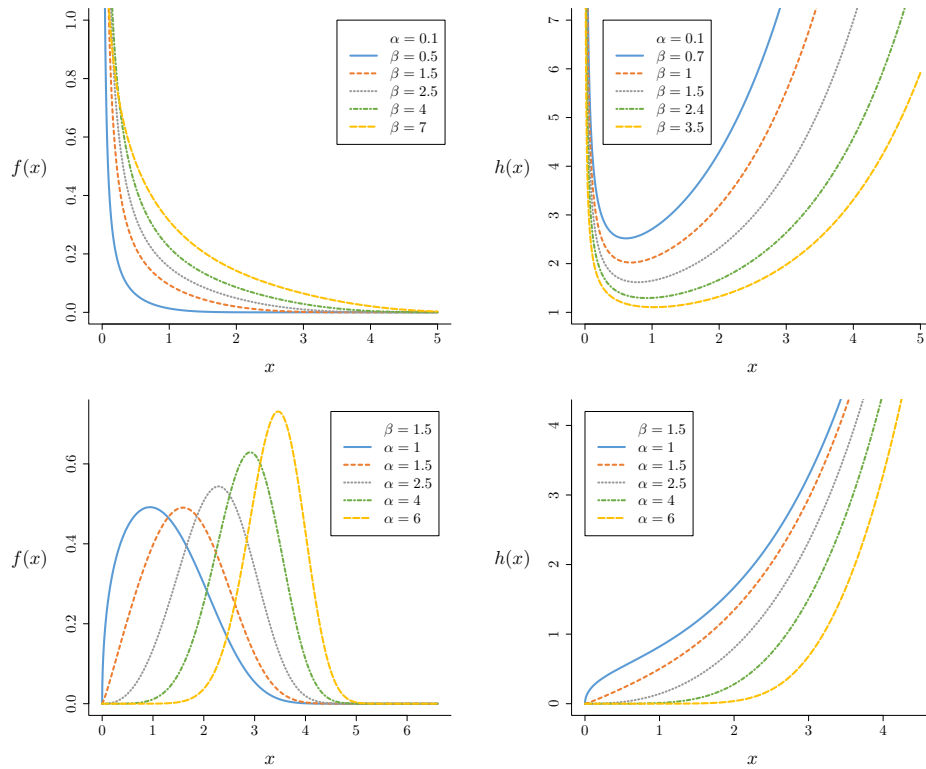 f(x)
1.0
0.8
0.6
0.4
0.2
0.0
α = 0.1
β = 0.5
β = 1.5
β = 2.5
β = 4
β = 7
0 1 2 3 4 5
x
h(x)
7
6
5
4
3
2
1
α = 0.1
β = 0.7
β = 1
β = 1.5
β = 2.4
β = 3.5
0 1 2 3 4 5
x
f(x)
0.6
0.4
0.2
0.0
β = 1.5
α = 1
α = 1.5
α = 2.5
α = 4
α = 6
0 1 2 3 4 5 6
x
h(x)
4
3
2
1
0
β = 1.5
α = 1
α = 1.5
α = 2.5
α = 4
α = 6
0 1 2 3 4
x